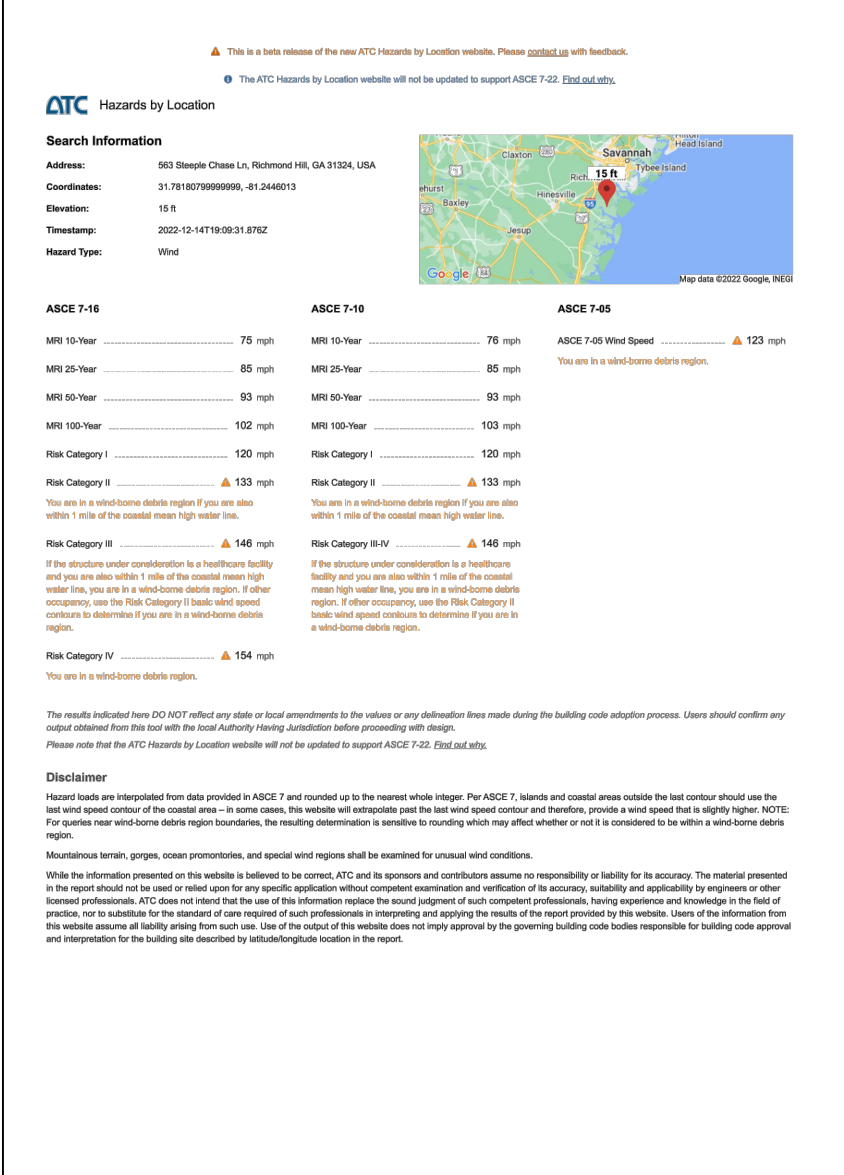 This is a beta release of the new ATC Hazards by Location website. Please contact us with feedback.
The ATC Hazards by Location website will not be updated to support ASCE 7-22. Find out why.
ATC Hazards by Location
Search Information
Address: 563 Steeple Chase Ln, Richmond Hill, GA 31324, USA
Coordinates: 31.78180799999999, -81.2446013
Elevation: 15 ft
Timestamp: 2022-12-14T19:09:31.876Z
Hazard Type: Wind
Hilton
Head Island
Claxton
280
Savannah
Tybee Island
15 ft
Rich
ehurst
Hinesville
95
Baxley
23
17
Jesup
Google
84
Map data ©2022 Google, INEGI
ASCE 7-16
MRI 10-Year 75 mph
MRI 25-Year 85 mph
MRI 50-Year 93 mph
MRI 100-Year 102 mph
Risk Category I 120 mph
Risk Category II 133 mph
You are in a wind-borne debris region if you are also
within 1 mile of the coastal mean high water line.
Risk Category III 146 mph
If the structure under consideration is a healthcare facility
and you are also within 1 mile of the coastal mean high
water line, you are in a wind-borne debris region. If other
occupancy, use the Risk Category II basic wind speed
contours to determine if you are in a wind-borne debris
region.
Risk Category IV 154 mph
You are in a wind-borne debris region.
ASCE 7-10
MRI 10-Year 76 mph
MRI 25-Year 85 mph
MRI 50-Year 93 mph
MRI 100-Year 103 mph
Risk Category I 120 mph
Risk Category II 133 mph
You are in a wind-borne debris region if you are also
within 1 mile of the coastal mean high water line.
Risk Category III-IV 146 mph
If the structure under consideration is a healthcare
facility and you are also within 1 mile of the coastal
mean high water line, you are in a wind-borne debris
region. If other occupancy, use the Risk Category II
basic wind speed contours to determine if you are in
a wind-borne debris region.
ASCE 7-05
ASCE 7-05 Wind Speed 123 mph
You are in a wind-borne debris region.
The results indicated here DO NOT reflect any state or local amendments to the values or any delineation lines made during the building code adoption process. Users should confirm any
output obtained from this tool with the local Authority Having Jurisdiction before proceeding with design.
Please note that the ATC Hazards by Location website will not be updated to support ASCE 7-22. Find out why.
Disclaimer
Hazard loads are interpolated from data provided in ASCE 7 and rounded up to the nearest whole integer. Per ASCE 7, islands and coastal areas outside the last contour should use the
last wind speed contour of the coastal area – in some cases, this website will extrapolate past the last wind speed contour and therefore, provide a wind speed that is slightly higher. NOTE:
For queries near wind-borne debris region boundaries, the resulting determination is sensitive to rounding which may affect whether or not it is considered to be within a wind-borne debris
region.
Mountainous terrain, gorges, ocean promontories, and special wind regions shall be examined for unusual wind conditions.
While the information presented on this website is believed to be correct, ATC and its sponsors and contributors assume no responsibility or liability for its accuracy. The material presented
in the report should not be used or relied upon for any specific application without competent examination and verification of its accuracy, suitability and applicability by engineers or other
licensed professionals. ATC does not intend that the use of this information replace the sound judgment of such competent professionals, having experience and knowledge in the field of
practice, nor to substitute for the standard of care required of such professionals in interpreting and applying the results of the report provided by this website. Users of the information from
this website assume all liability arising from such use. Use of the output of this website does not imply approval by the governing building code bodies responsible for building code approval
and interpretation for the building site described by latitude/longitude location in the report.